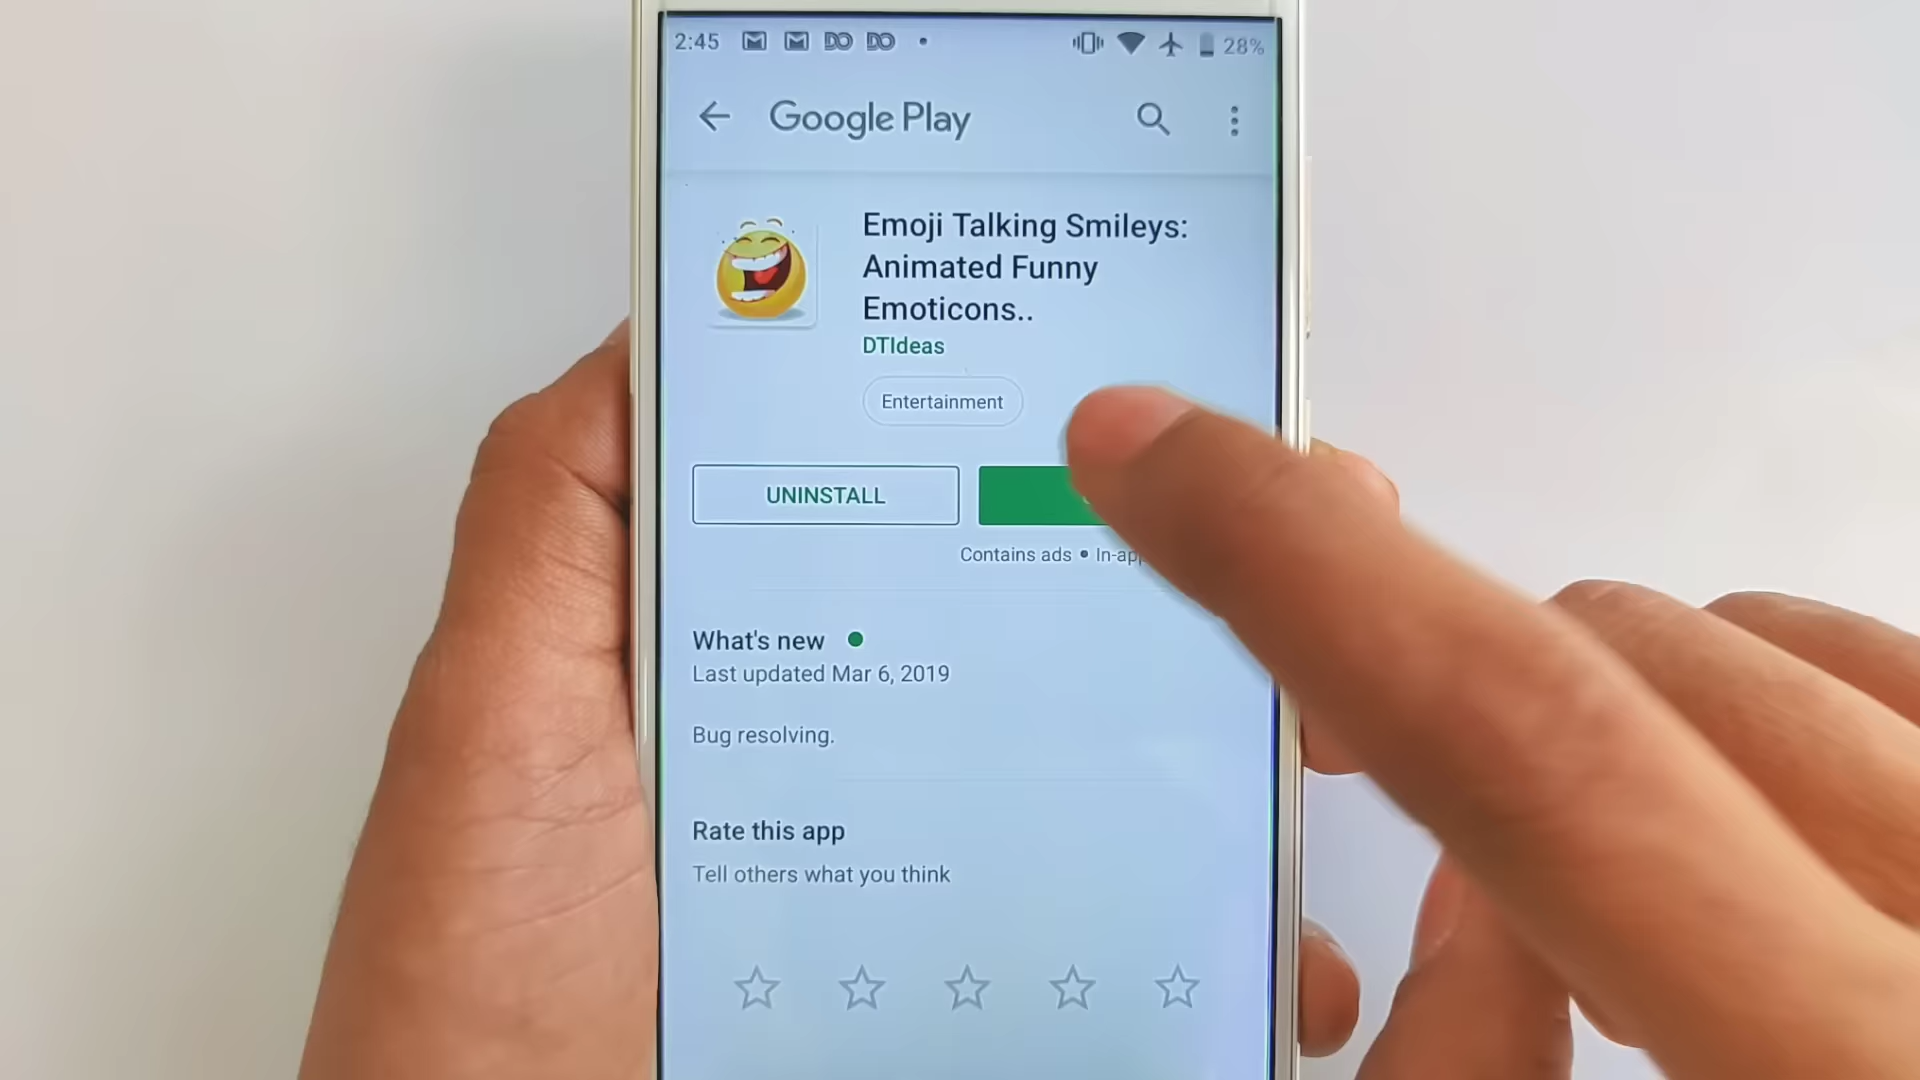 2:45
28%
Google Play
Emoji Talking Smileys:
Animated Funny
Emoticons..
DTIdeas
Entertainment
UNINSTALL
Contains ads • In-app
What's new
Last updated Mar 6, 2019
Bug resolving.
Rate this app
Tell others what you think